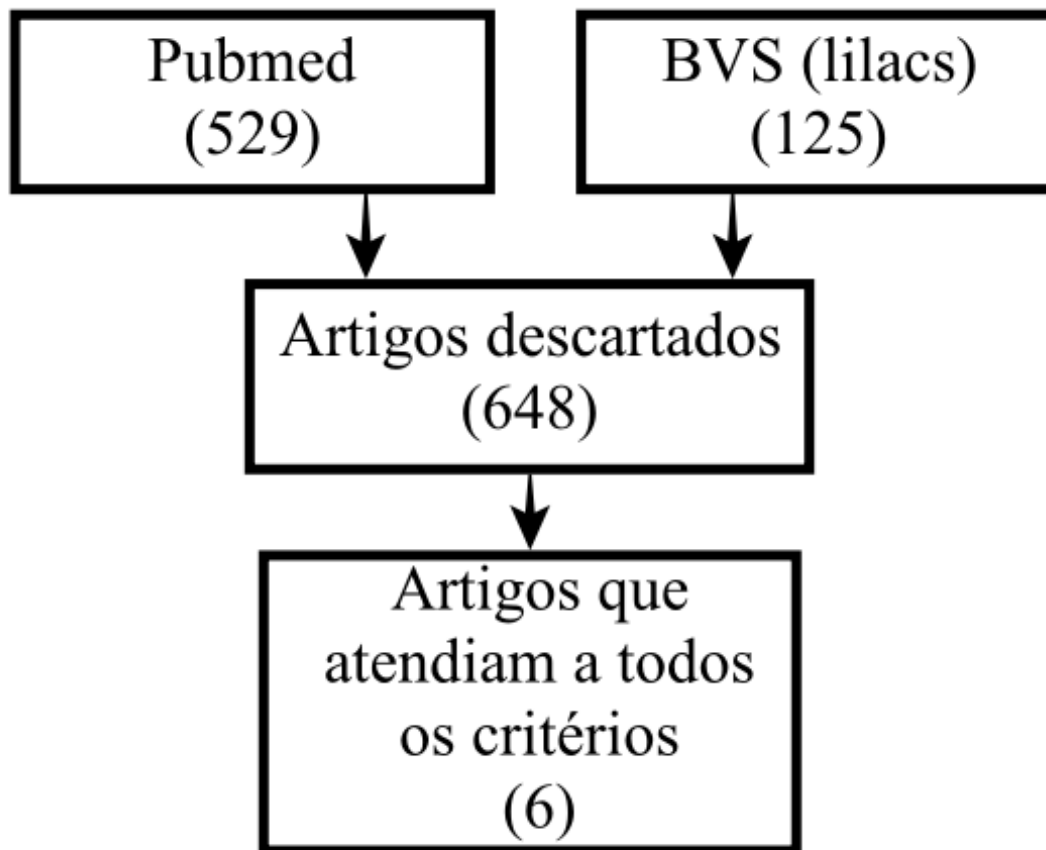 Pubmed
(529)
BVS (lilacs)
(125)
Artigos descartados
(648)
Artigos que
atendiam a todos
os critérios
(6)